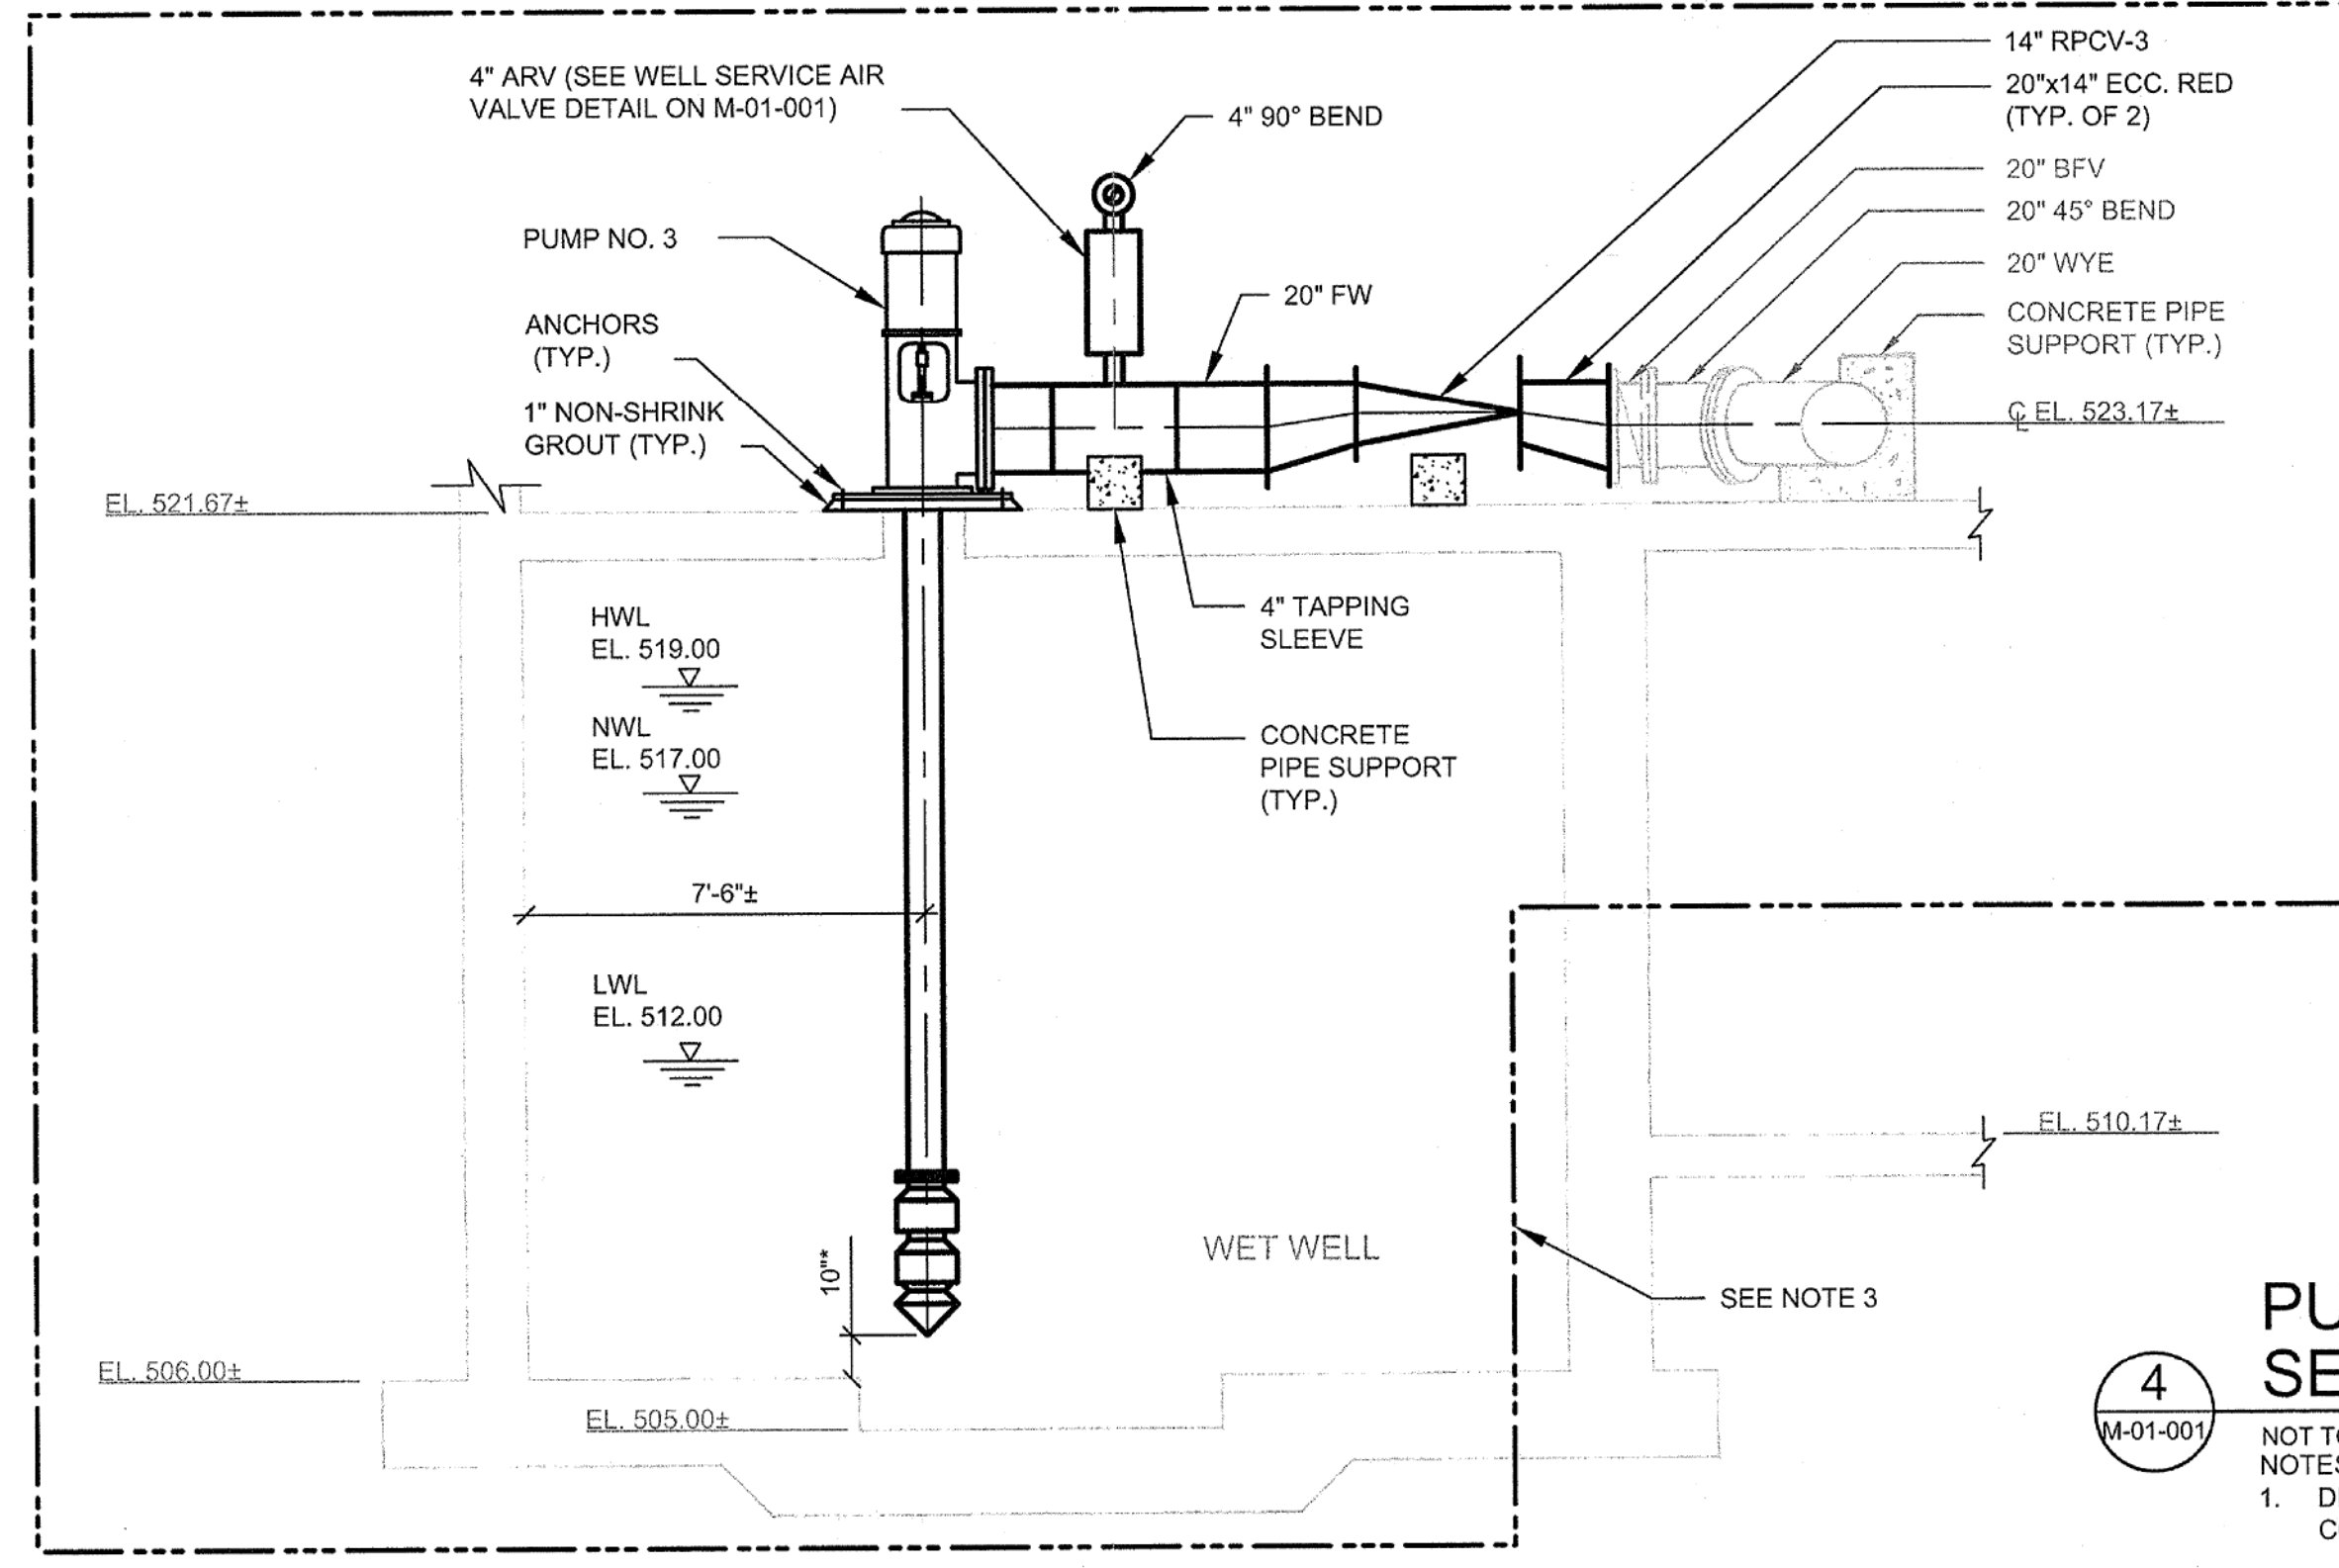 4" ARV (SEE WELL SERVICE AIR
VALVE DETAIL ON M-01-001)
4" 90° BEND
14" RPCV-3
20"x14" ECC. RED
(TYP. OF 2)
20" BFV
20" 45° BEND
20" WYE
CONCRETE PIPE
SUPPORT (TYP.)
℄ EL. 523.17±
PUMP NO. 3
20" FW
ANCHORS
(TYP.)
1" NON-SHRINK
GROUT (TYP.)
EL. 521.67±
HWL
EL. 519.00
NWL
EL. 517.00
4" TAPPING
SLEEVE
CONCRETE
PIPE SUPPORT
(TYP.)
7'-6"±
LWL
EL. 512.00
EL. 510.17±
10"*
WET WELL
SEE NOTE 3
EL. 506.00±
EL. 505.00±
4
M-01-001
PU
SE
NOT TO
NOTES
1. D
C